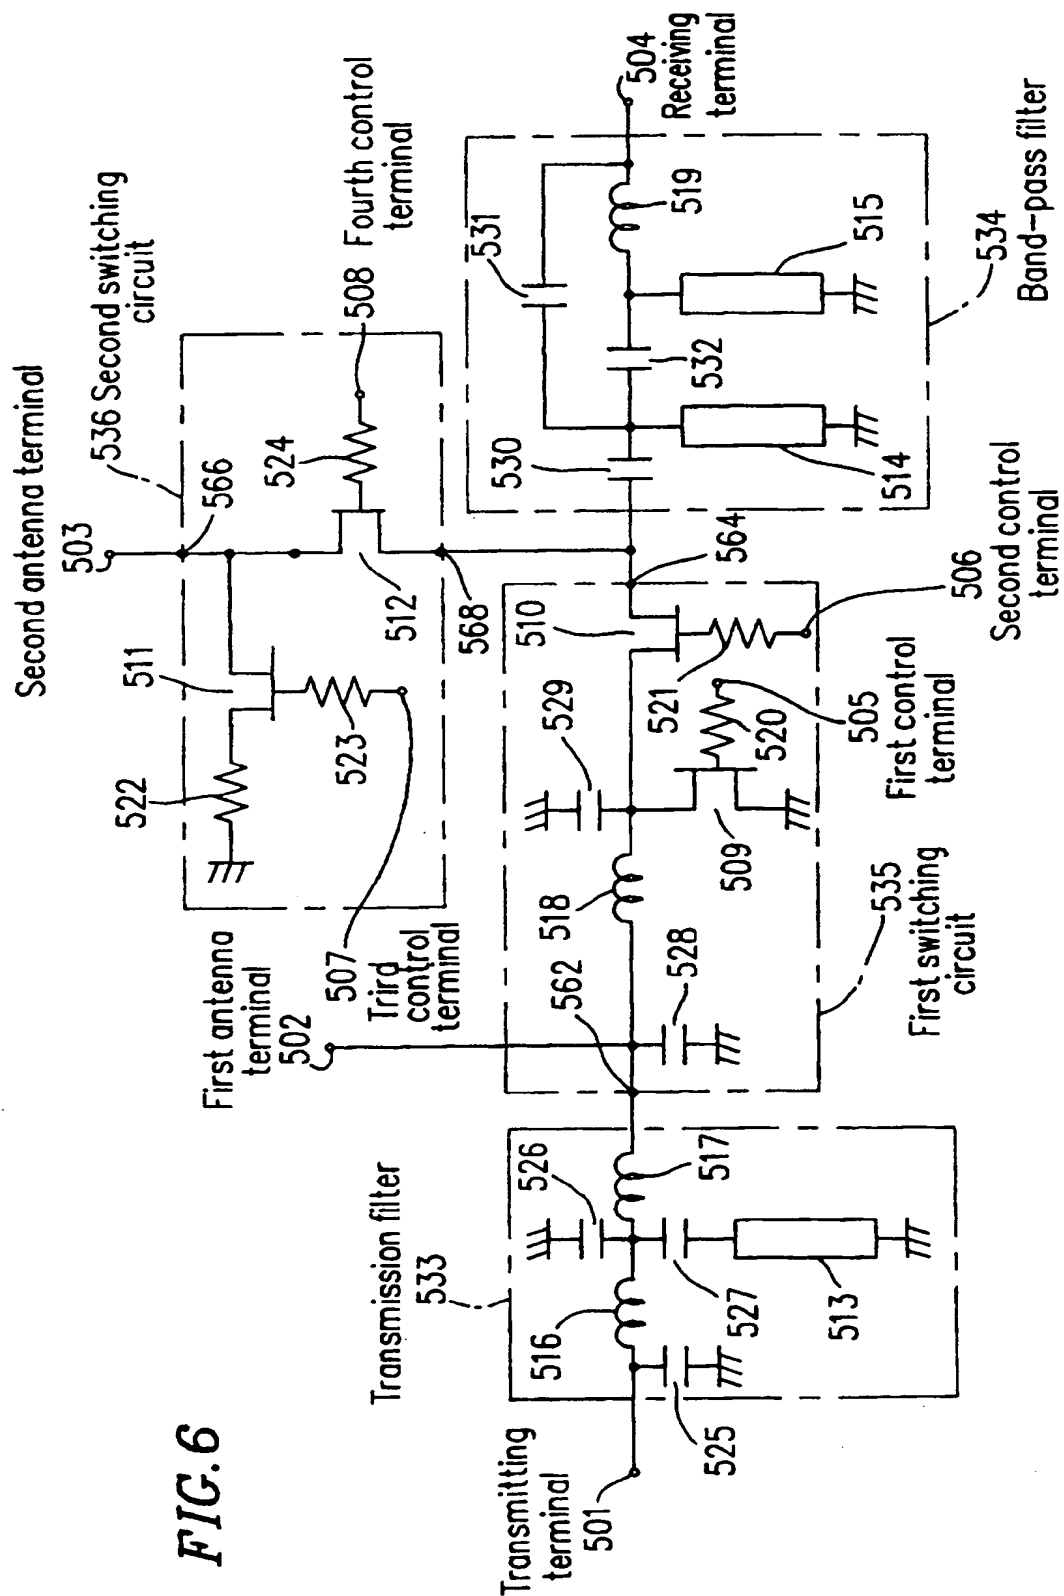 FIG.6
Second antenna terminal
503
536 Second switching
circuit
566
511
522
523
512
524
508 Fourth control
terminal
568
First antenna
terminal
502
507
Trird
control
terminal
Transmission filter
533
526
517
516
527
513
525
Transmitting
terminal
501
562
528
518
529
509
510
520
521
505
First control
terminal
564
506
Second control
terminal
535
First switching
circuit
530
531
532
519
514
515
504
Receiving
terminal
534
Band-pass filter